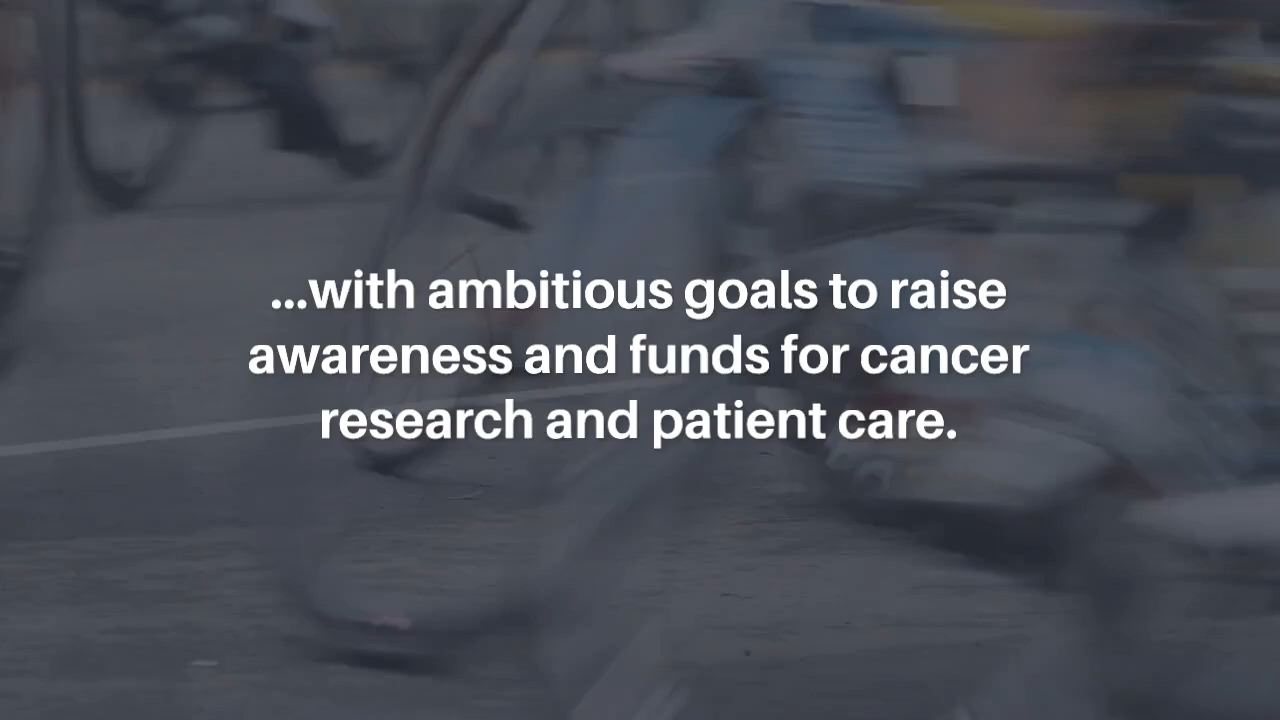 ...with ambitious goals to raise
awareness and funds for cancer
research and patient care.